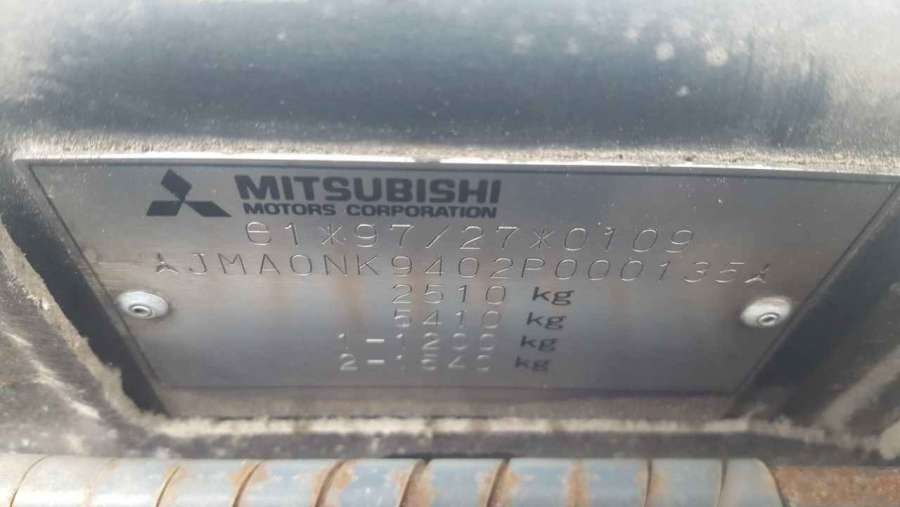 MITSUBISHI
MOTORS CORPORATION
e1*97/27*0109
*JMA0NK9402P000135*
2510 kg
5410 kg
1-1200 kg
kg